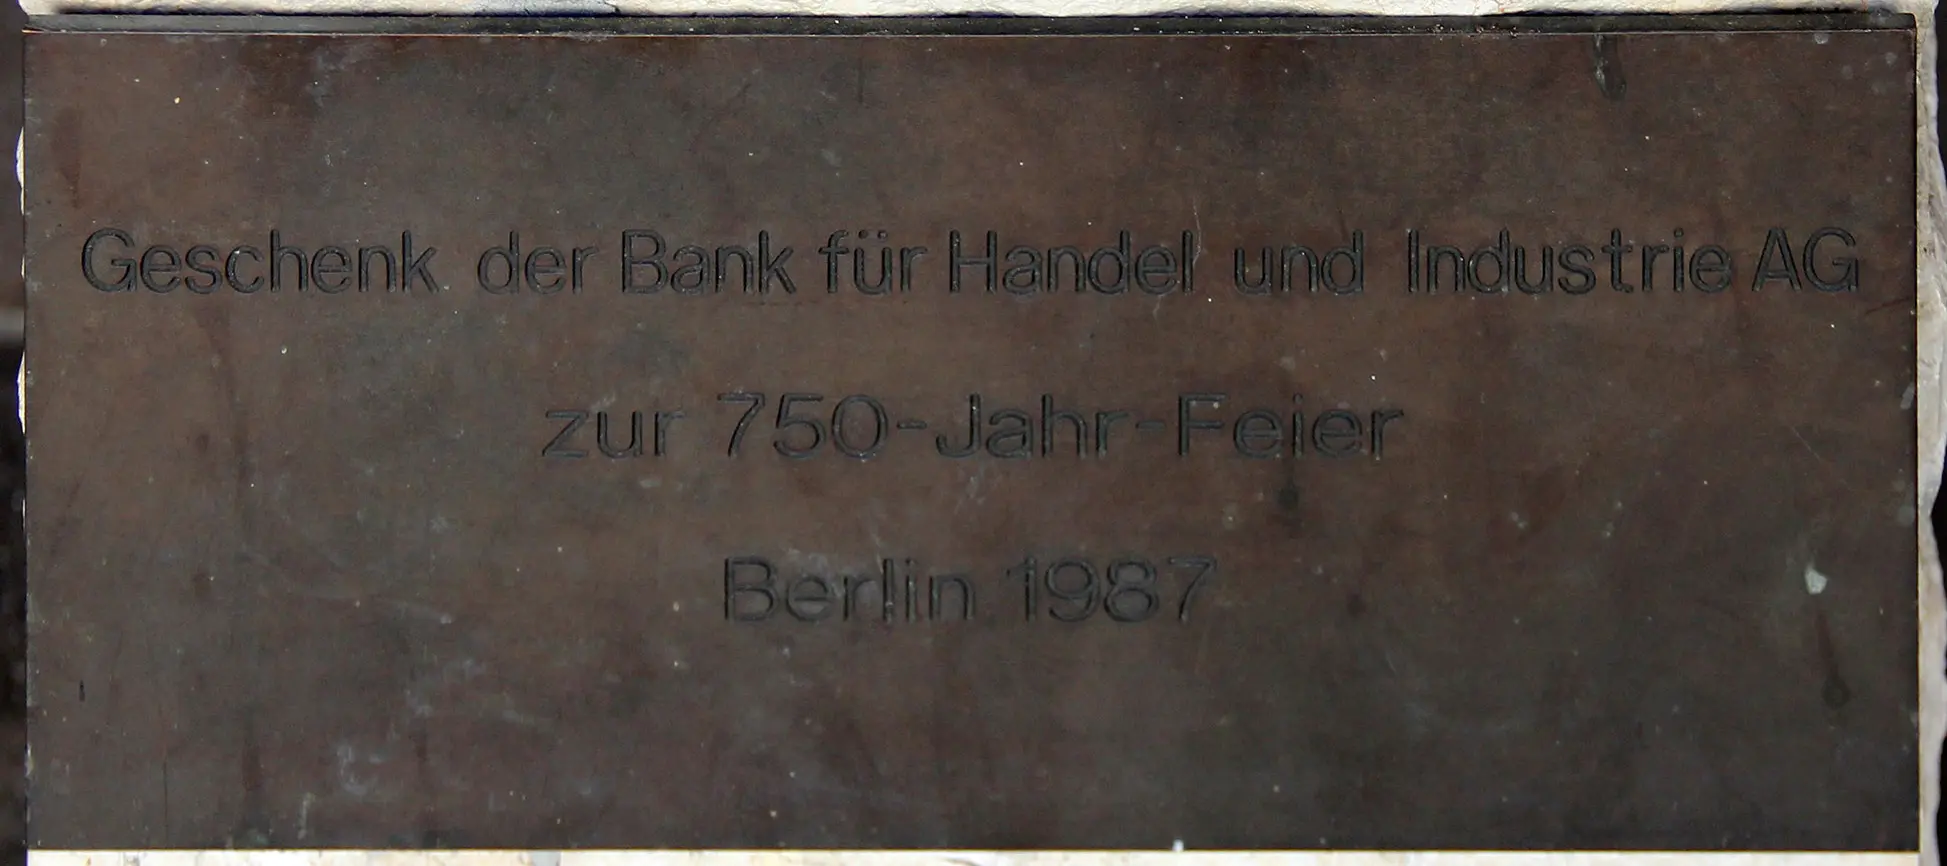 Geschenk der Bank für Handel und Industrie AG
zur 750-Jahr-Feier
Berlin 1987